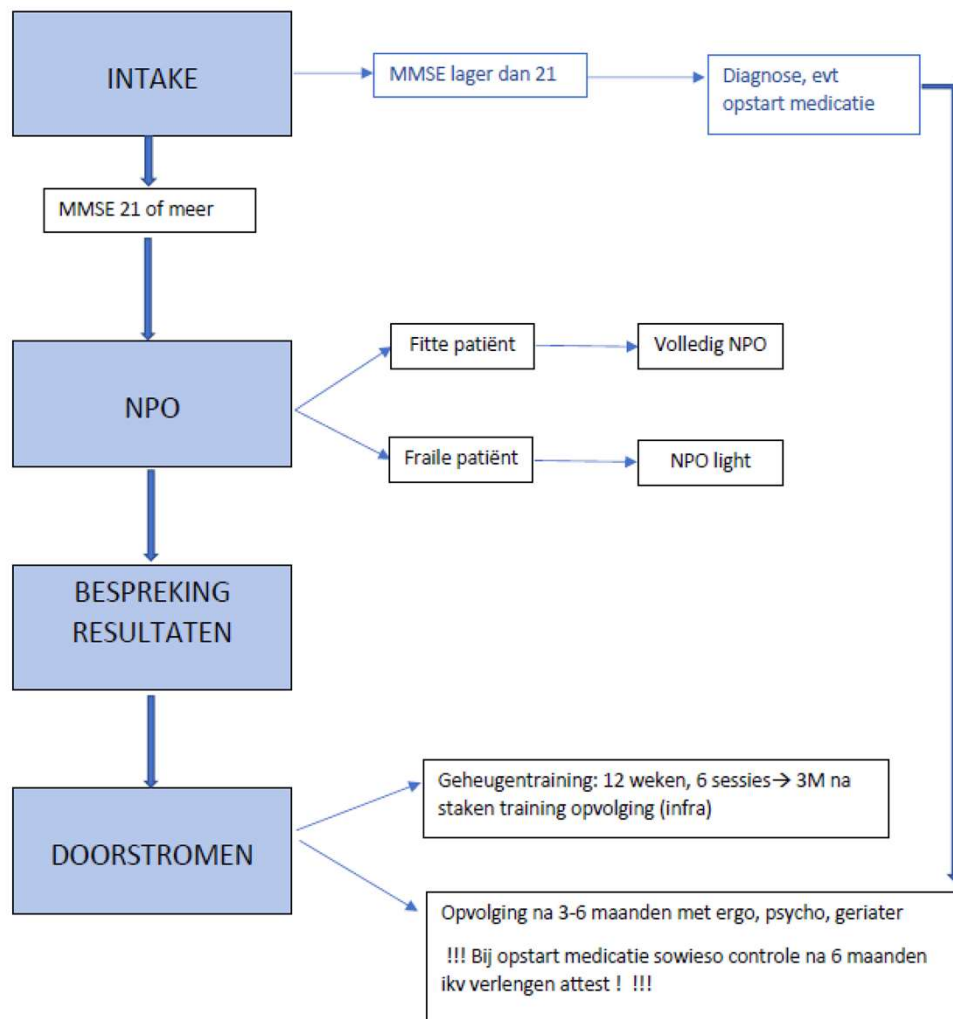 INTAKE
MMSE lager dan 21
Diagnose, evt
opstart medicatie
MMSE 21 of meer
NPO
Fitte patiënt
Volledig NPO
Fraile patiënt
NPO light
BESPREKING
RESULTATEN
DOORSTROMEN
Geheugentraining: 12 weken, 6 sessies→ 3M na
staken training opvolging (infra)
Opvolging na 3-6 maanden met ergo, psycho, geriater
!!! Bij opstart medicatie sowieso controle na 6 maanden
ikv verlengen attest ! !!!